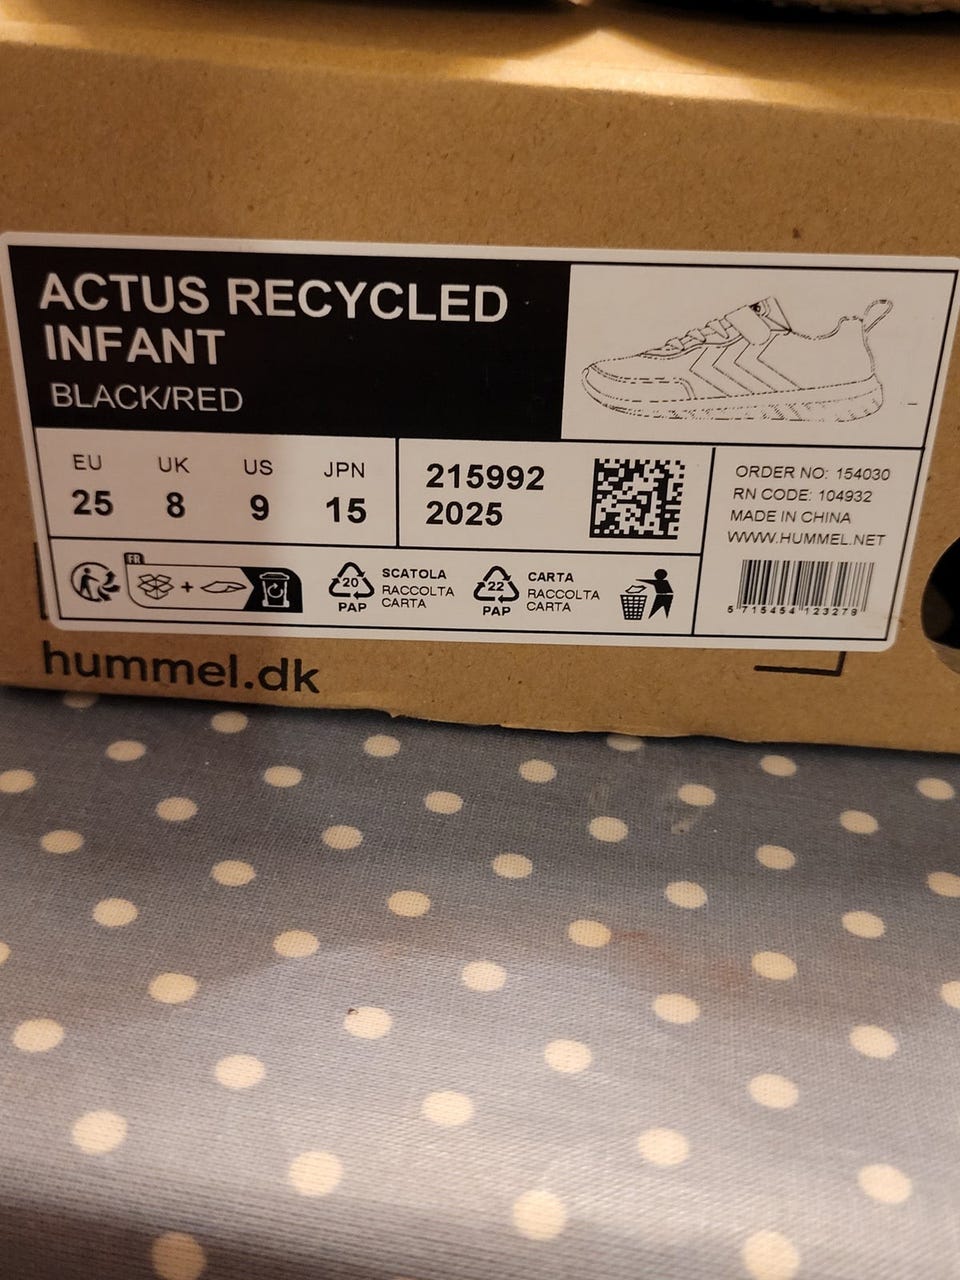 ACTUS RECYCLED
INFANT
BLACK/RED
EU UK US JPN
25 8 9 15
215992
2025
ORDER NO: 154030
RN CODE: 104932
MADE IN CHINA
WWW.HUMMEL.NET
FR
20
PAP
SCATOLA
RACCOLTA
CARTA
22
PAP
CARTA
RACCOLTA
CARTA
5 715454 123279
hummel.dk